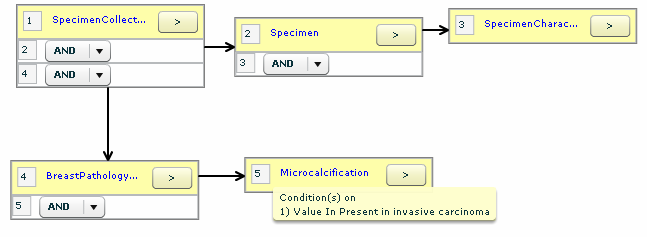 1 SpecimenCollect... >
2 AND
4 AND
2 Specimen >
3 AND
3 SpecimenCharac... >
4 BreastPathology... >
5 AND
5 Microcalcification >
Condition(s) on
1) Value In Present in invasive carcinoma